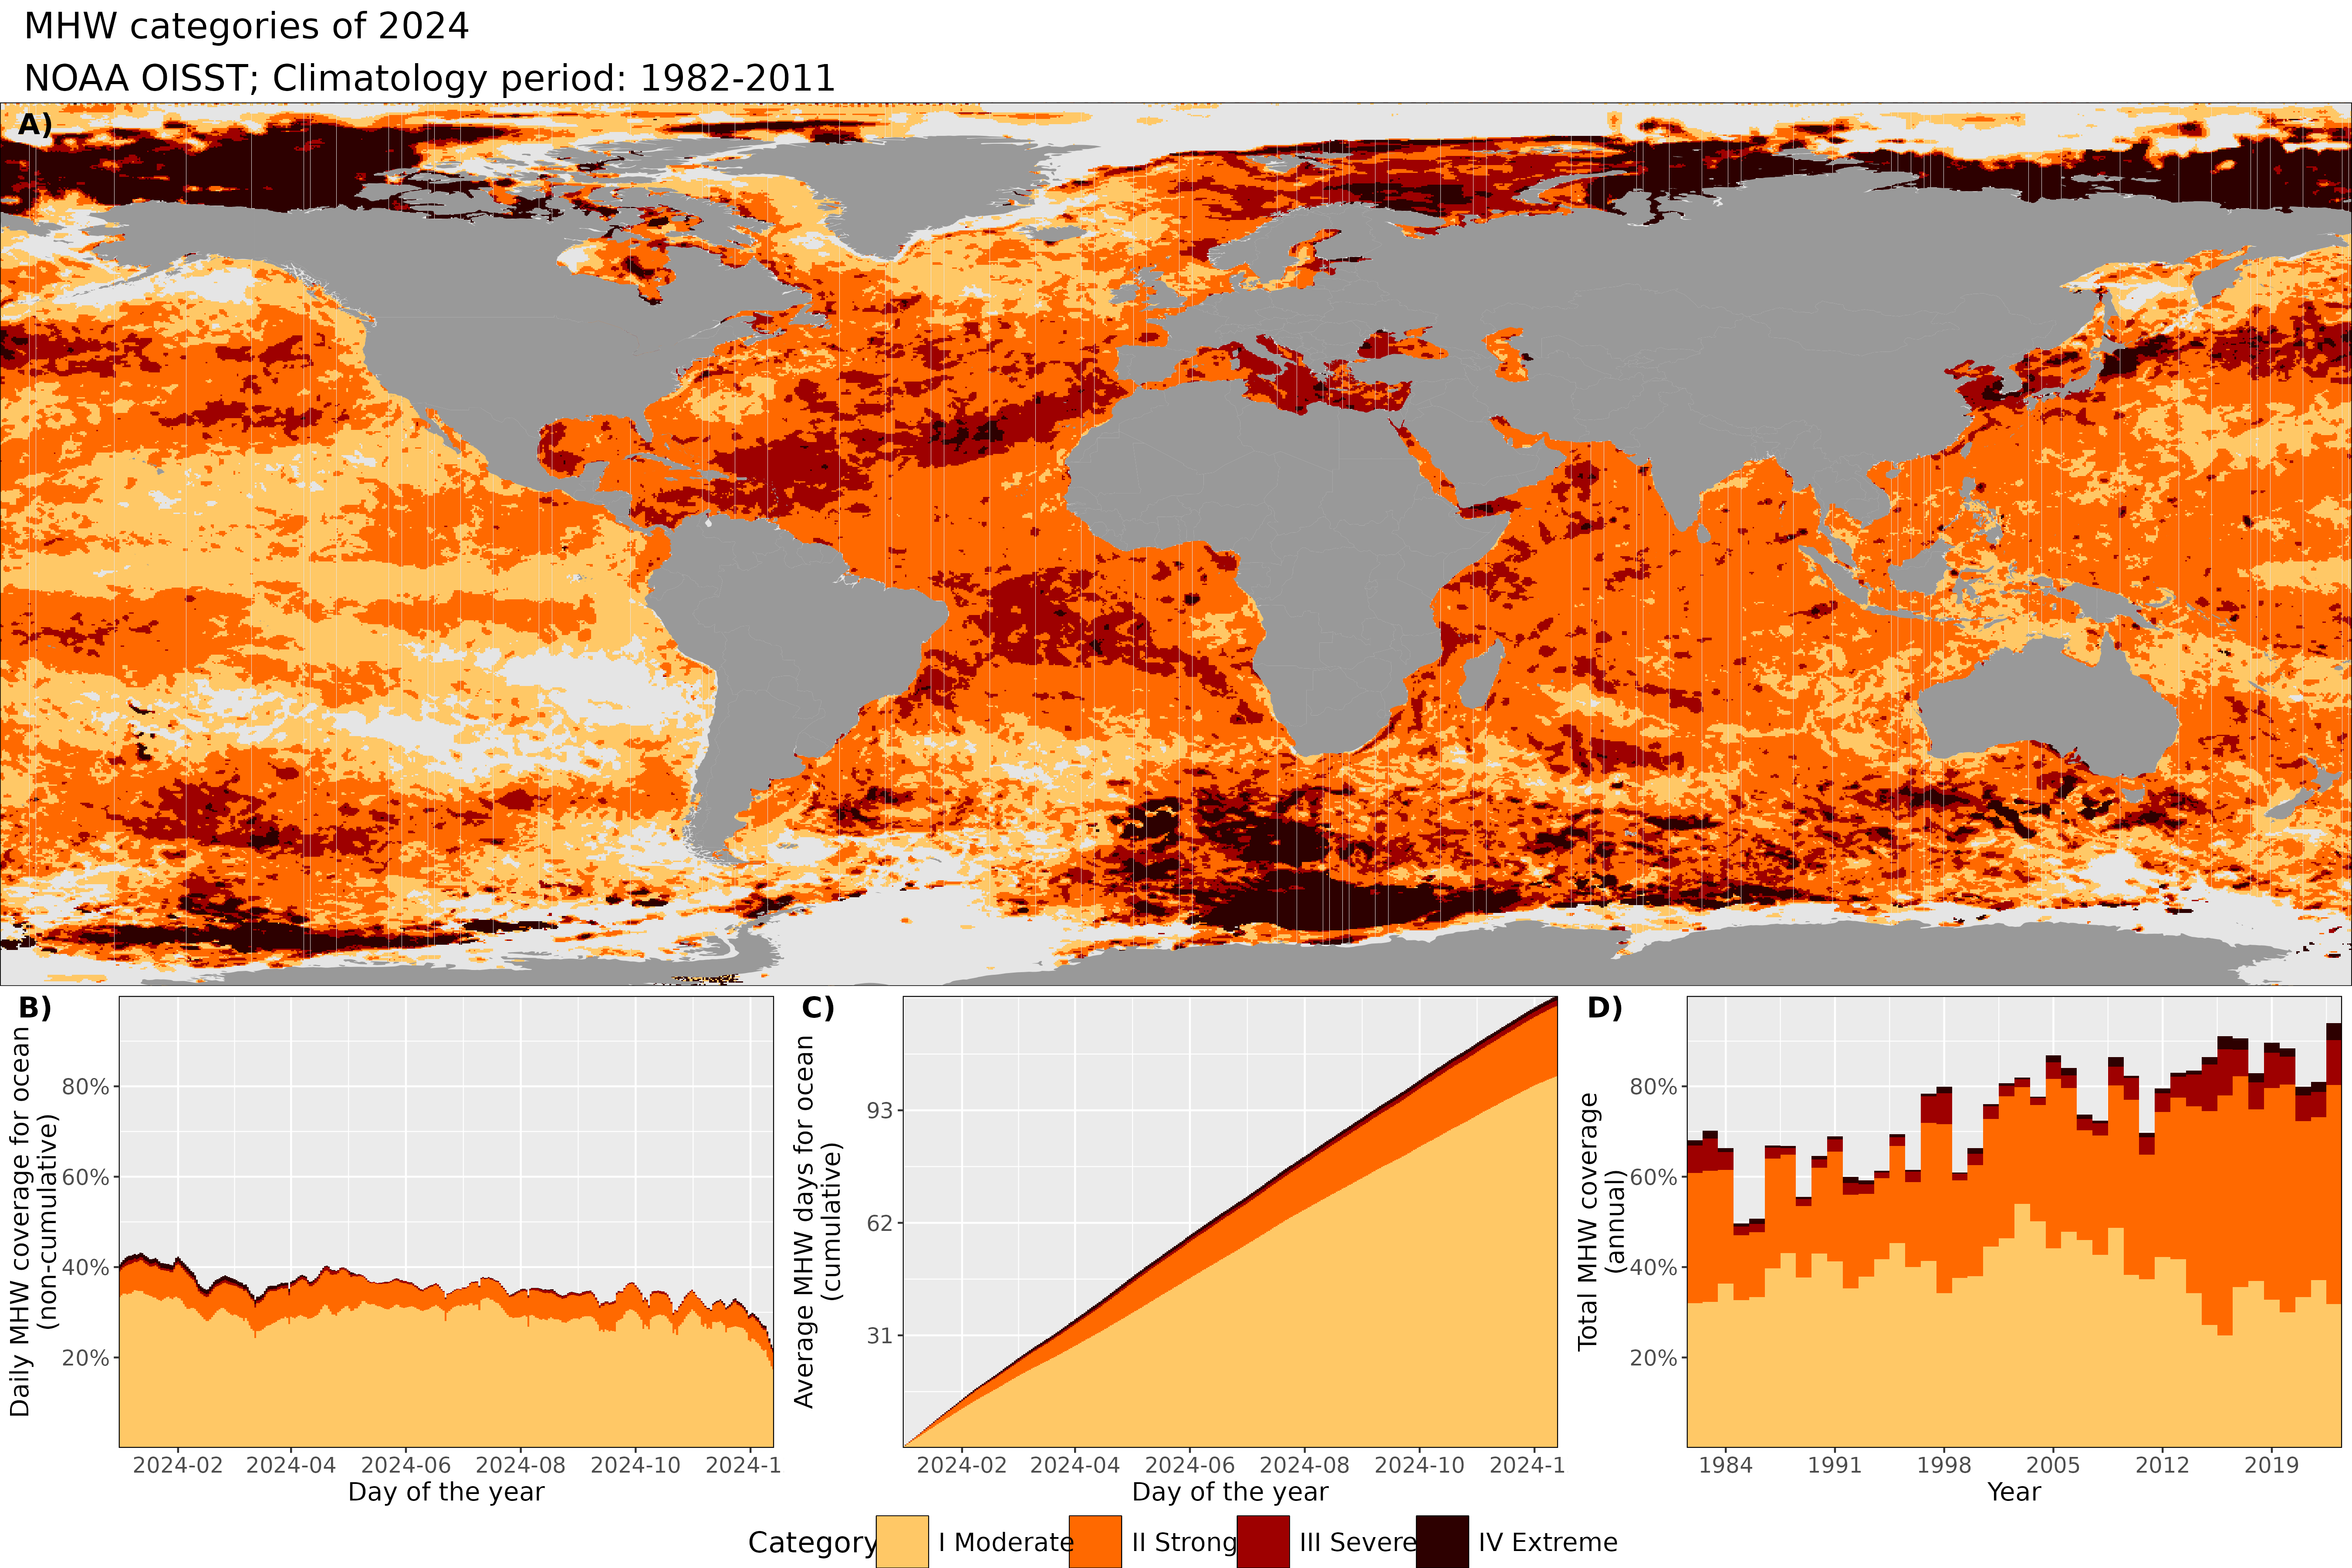 MHW categories of 2024
NOAA OISST; Climatology period: 1982-2011
A)
B)
Daily MHW coverage for ocean
(non-cumulative)
80%
60%
40%
20%
2024-02 2024-04 2024-06 2024-08 2024-10 2024-1
Day of the year
C)
Average MHW days for ocean
(cumulative)
93
62
31
2024-02 2024-04 2024-06 2024-08 2024-10 2024-1
Day of the year
D)
Total MHW coverage
(annual)
80%
60%
40%
20%
1984 1991 1998 2005 2012 2019
Year
Category I Moderate II Strong III Severe IV Extreme